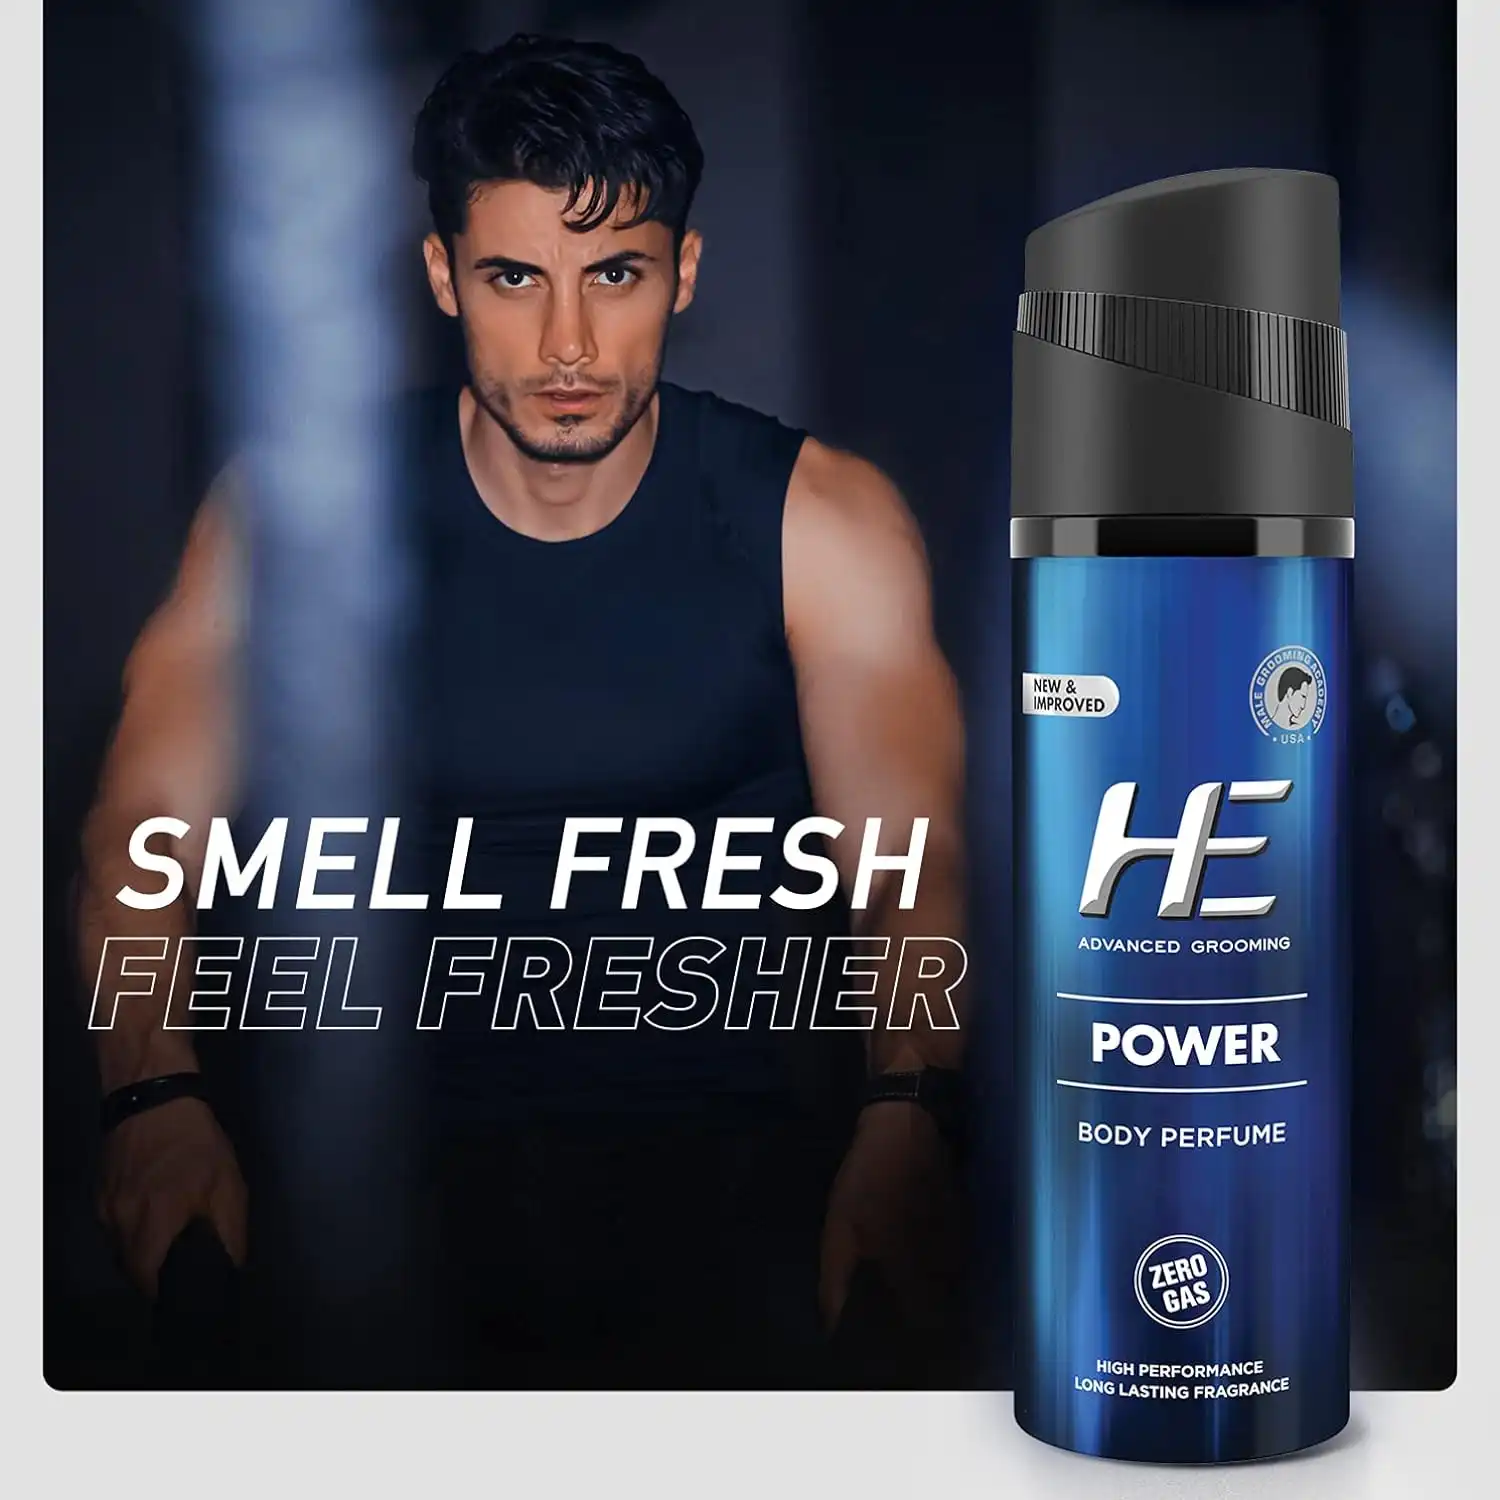 SMELL FRESH
FEEL FRESHER
NEW &
IMPROVED
MALE GROOMING ACADEMY
• USA •
HE
ADVANCED GROOMING
POWER
BODY PERFUME
ZERO
GAS
HIGH PERFORMANCE
LONG LASTING FRAGRANCE